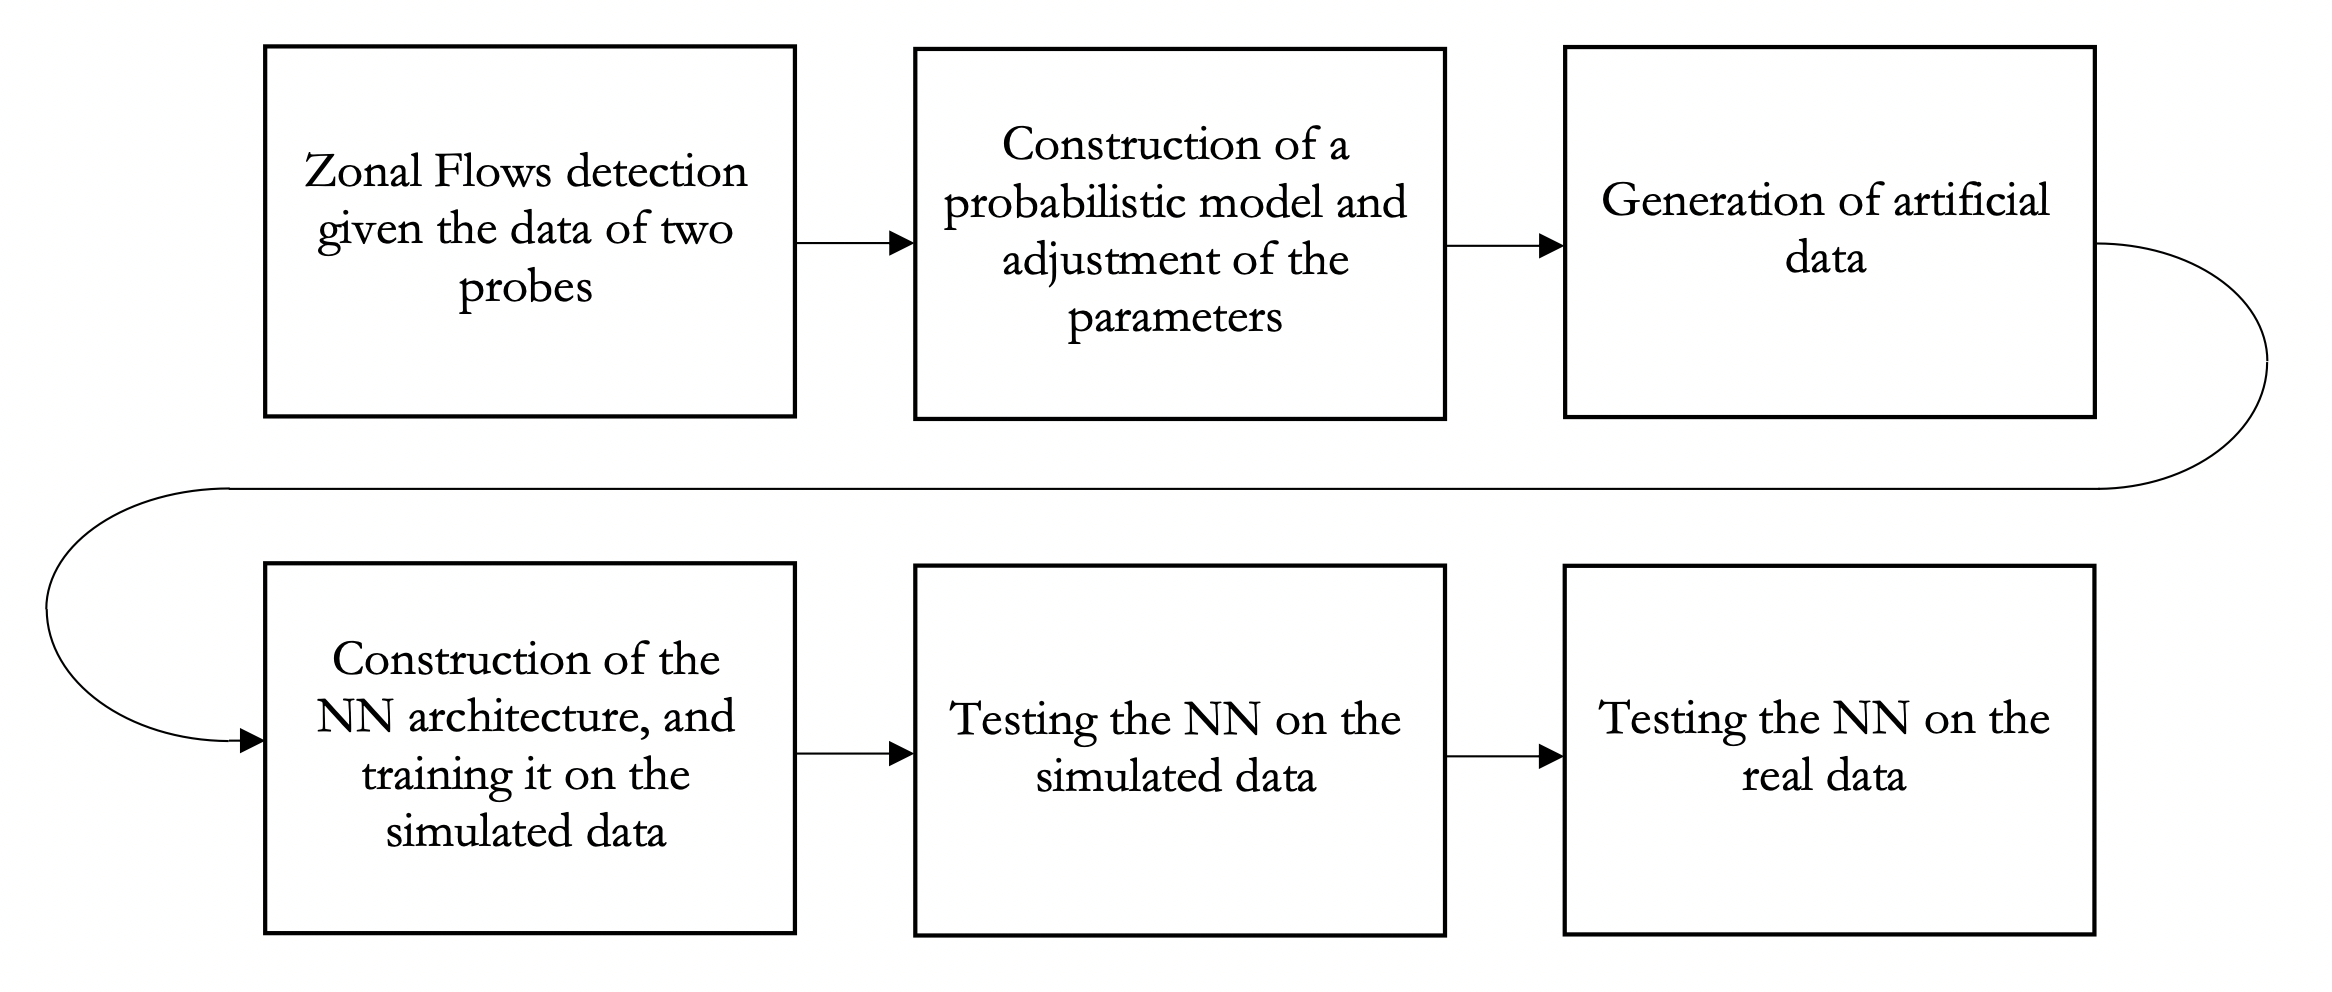 Zonal Flows detection
given the data of two
probes
Construction of a
probabilistic model and
adjustment of the
parameters
Generation of artificial
data
Construction of the
NN architecture, and
training it on the
simulated data
Testing the NN on the
simulated data
Testing the NN on the
real data